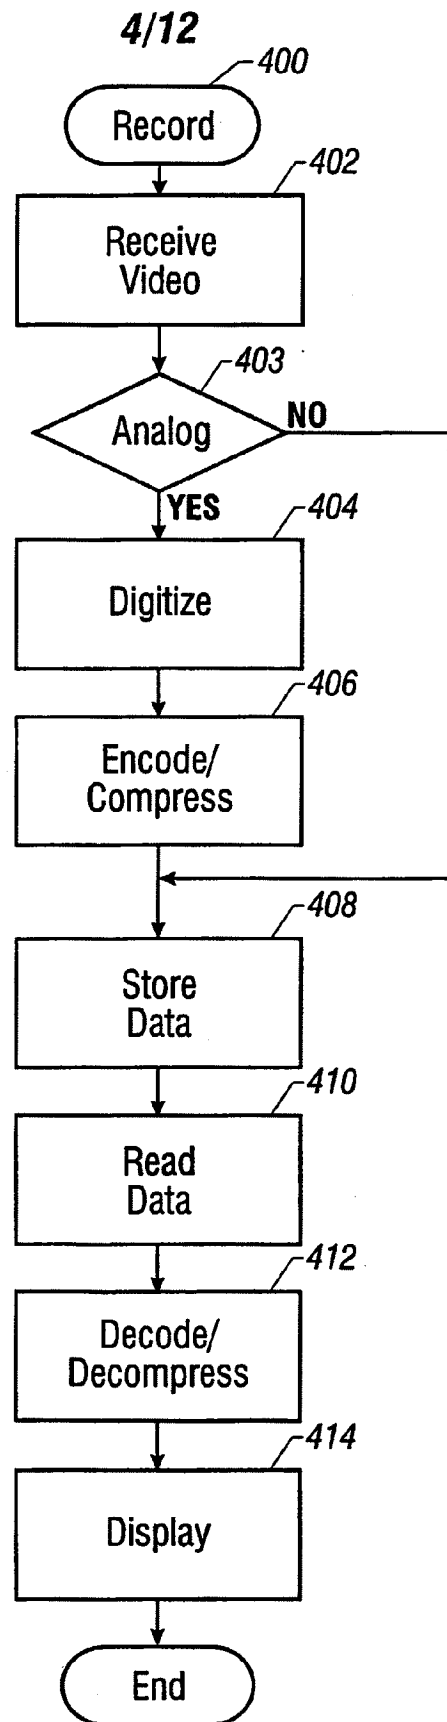 4/12
400
Record
402
Receive
Video
403
Analog
NO
YES
404
Digitize
406
Encode/
Compress
408
Store
Data
410
Read
Data
412
Decode/
Decompress
414
Display
End